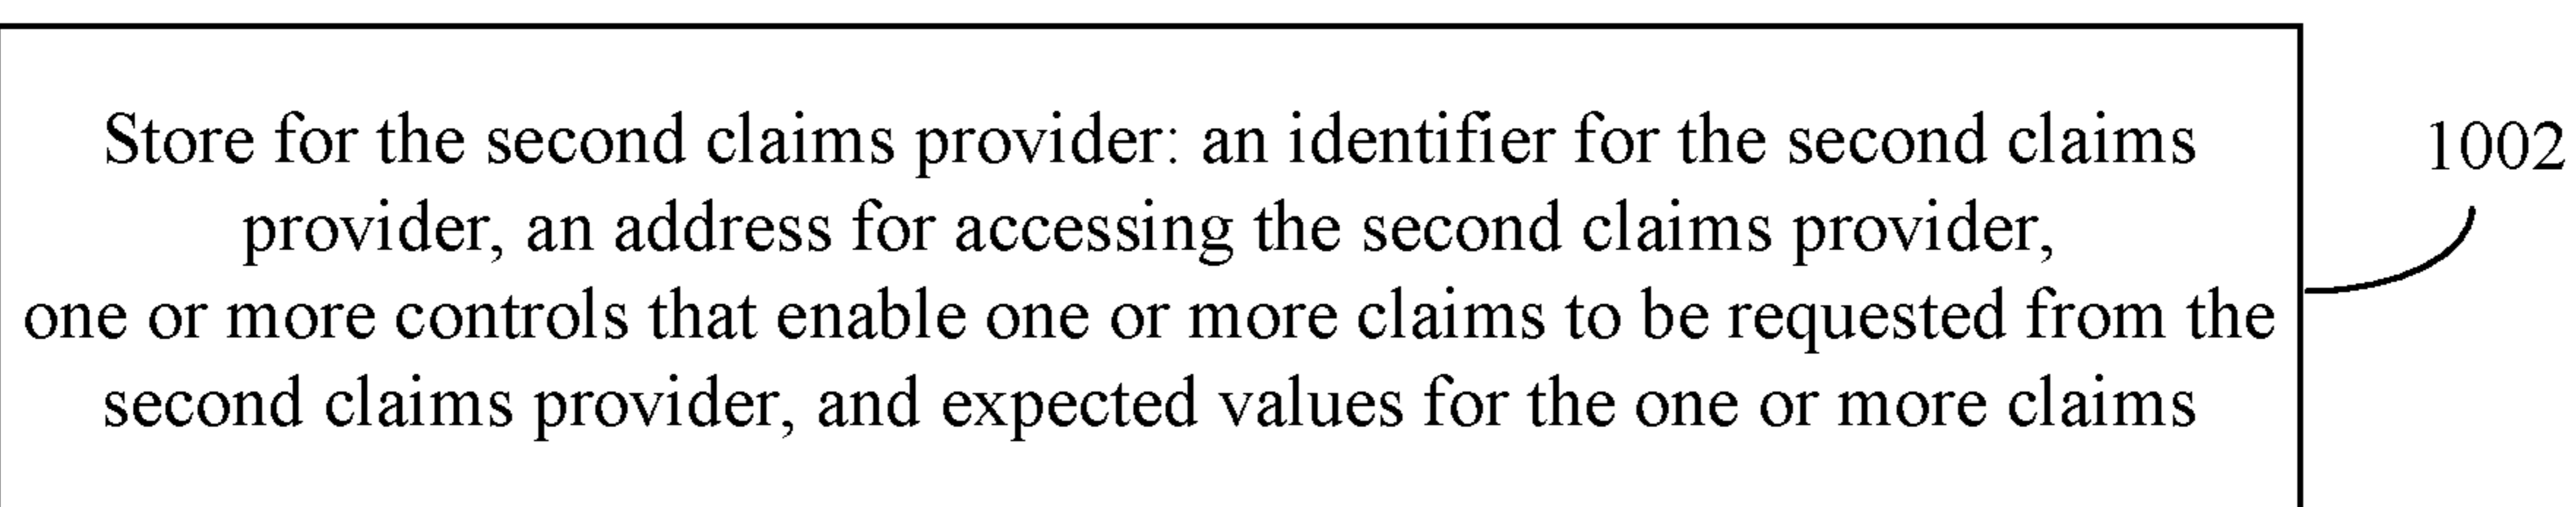 Store for the second claims provider: an identifier for the second claims
provider, an address for accessing the second claims provider,
one or more controls that enable one or more claims to be requested from the
second claims provider, and expected values for the one or more claims
1002